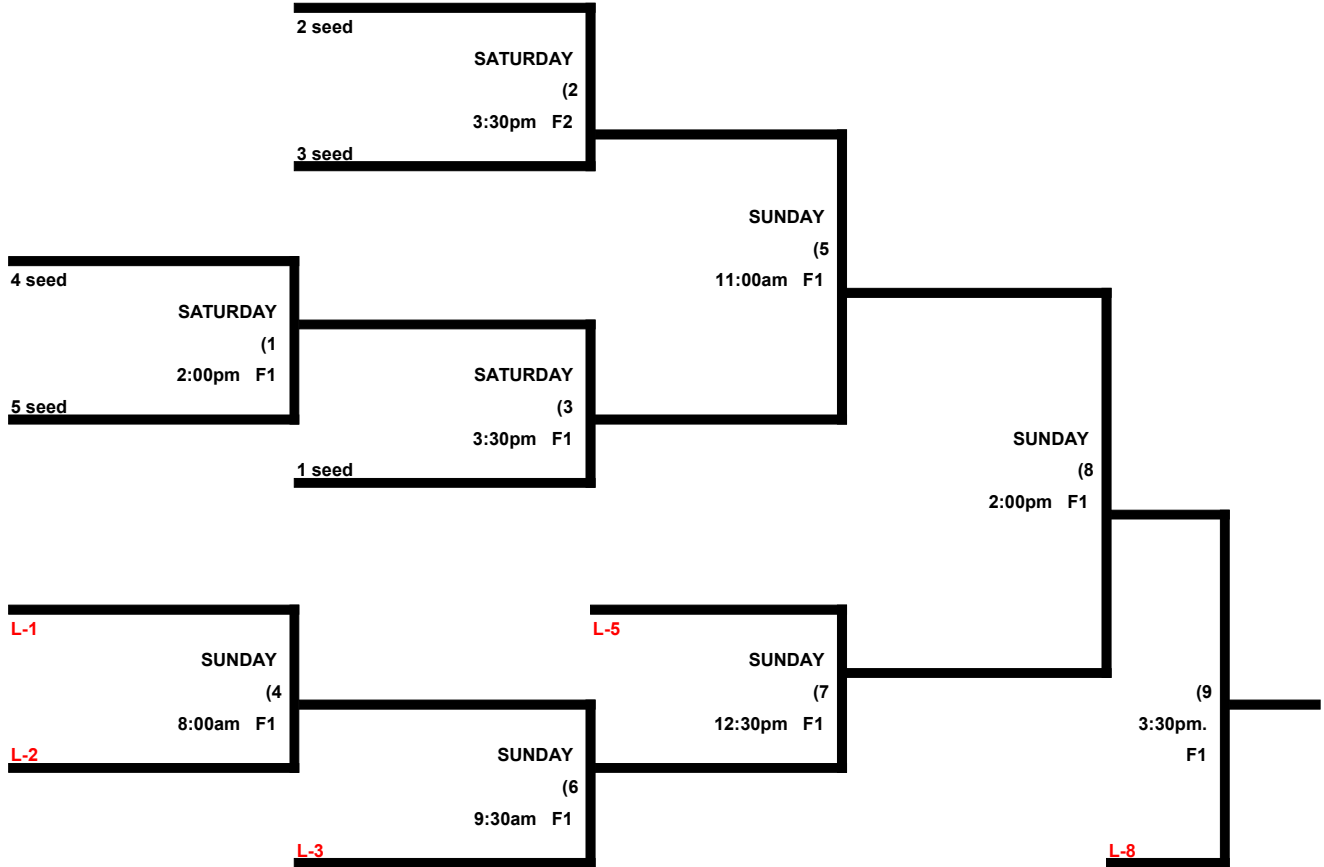 2 seed
SATURDAY
(2
3:30pm F2
3 seed
SUNDAY
(5
11:00am F1
4 seed
SATURDAY
(1
2:00pm F1
5 seed
SATURDAY
(3
3:30pm F1
1 seed
SUNDAY
(8
2:00pm F1
L-1
SUNDAY
(4
8:00am F1
L-2
L-5
SUNDAY
(7
12:30pm F1
SUNDAY
(6
9:30am F1
L-3
(9
3:30pm.
F1
L-8